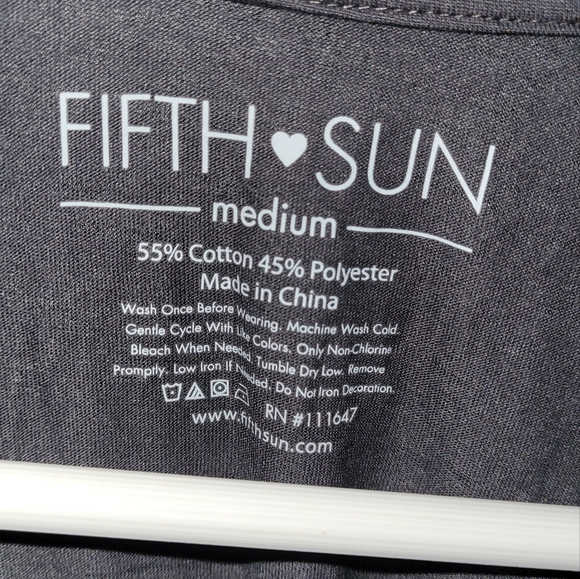 FIFTH ♥ SUN
medium
55% Cotton 45% Polyester
Made in China
Wash Once Before Wearing. Machine Wash Cold.
Gentle Cycle With Like Colors. Only Non-Chlorine
Bleach When Needed. Tumble Dry Low. Remove
Promptly. Low Iron If Needed. Do Not Iron Decoration.
RN #111647
www.fifthsun.com